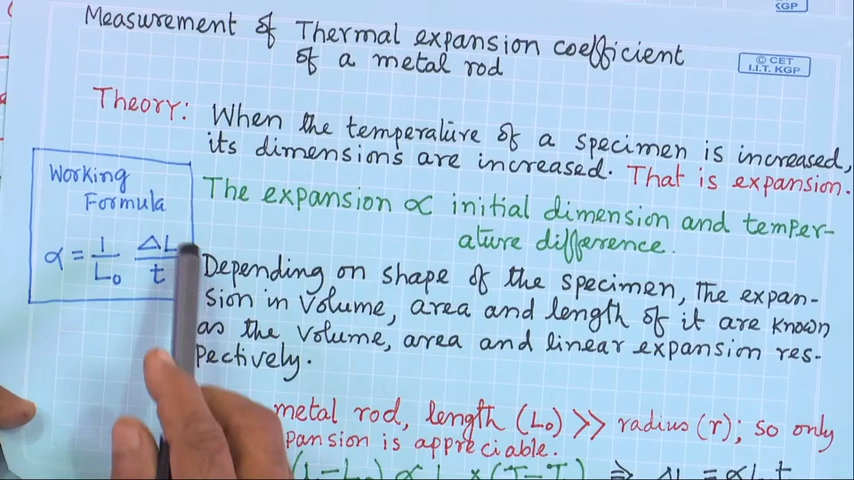 KGP
Measurement of Thermal expansion coefficient
of a metal rod
© CET
I.I.T. KGP
Theory: When the temperature of a specimen is increased,
its dimensions are increased. That is expansion.
Working
Formula
α = 1/L₀ ΔL/t
The expansion ∝ initial dimension and temper-
ature difference.
Depending on shape of the specimen, the expan-
sion in volume, area and length of it are known
as the volume, area and linear expansion res-
pectively.
metal rod, length (L₀) >> radius (r); so only
pansion is appreciable.